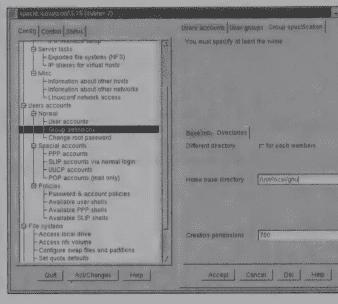 Config Control Status
Server tasks
Exported file systems (NFS)
IP aliases for virtual hosts
Misc
Information about other hosts
Information about other networks
Linuxconf network access
Users accounts
Normal
User accounts
Group definitions
Change root password
Special accounts
PPP accounts
SLIP accounts via normal login
UUCP accounts
POP accounts (mail only)
Policies
Password & account policies
Available user shells
Available PPP shells
Available SLIP shells
File systems
Access local drive
Access nfs volume
Configure swap files and partitions
Set quota defaults
Quit Act/Changes Help
Users accounts User groups Group specification
You must specify at least the name
Base info Directories
Different directory for each members
Home base directory /usr/local/gnu
Creation permissions 700
Accept Cancel Del Help